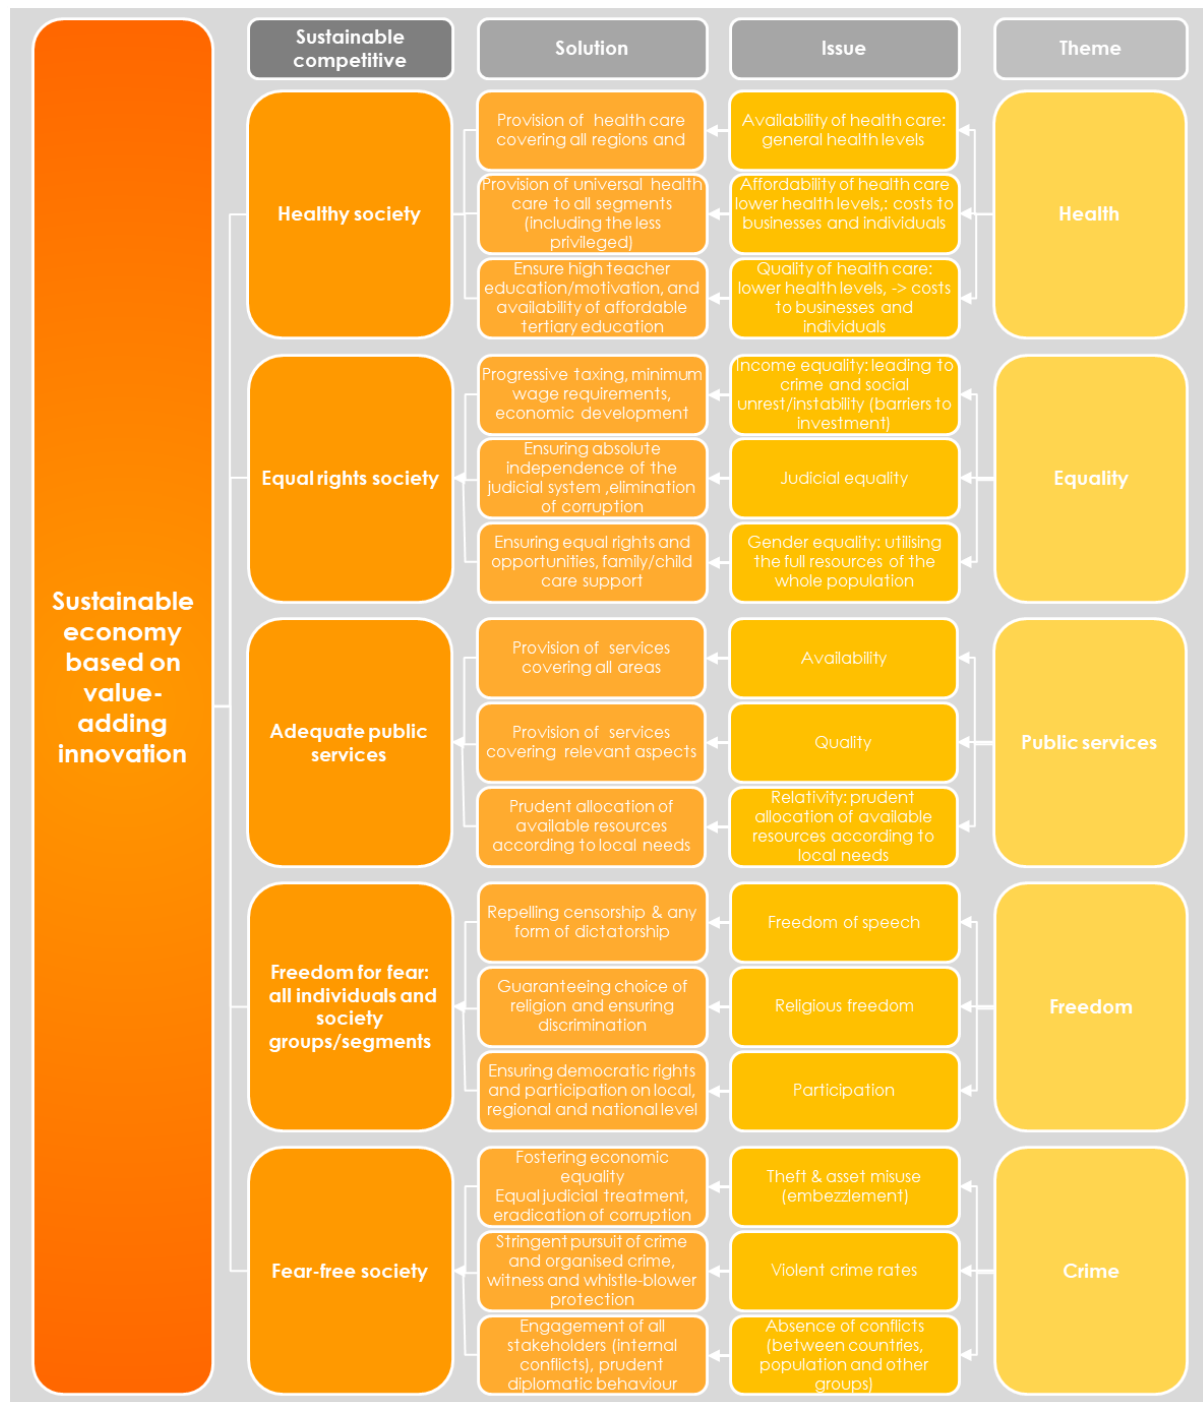 Sustainable
economy
based on
value-
adding
innovation
Sustainable
competitive
Solution
Issue
Theme
Healthy society
Provision of health care
covering all regions and
Availability of health care:
general health levels
Provision of universal health
care to all segments
(including the less
privileged)
Affordability of health care
lower health levels,: costs to
businesses and individuals
Ensure high teacher
education/motivation, and
availability of affordable
tertiary education
Quality of health care:
lower health levels, -> costs
to businesses and
individuals
Health
Equal rights society
Progressive taxing, minimum
wage requirements,
economic development
Income equality: leading to
crime and social
unrest/instability (barriers to
investment)
Ensuring absolute
independence of the
judicial system ,elimination
of corruption
Judicial equality
Ensuring equal rights and
opportunities, family/child
care support
Gender equality: utilising
the full resources of the
whole population
Equality
Adequate public
services
Provision of services
covering all areas
Availability
Provision of services
covering relevant aspects
Quality
Prudent allocation of
available resources
according to local needs
Relativity: prudent
allocation of available
resources according to
local needs
Public services
Freedom for fear:
all individuals and
society
groups/segments
Repelling censorship & any
form of dictatorship
Freedom of speech
Guaranteeing choice of
religion and ensuring
discrimination
Religious freedom
Ensuring democratic rights
and participation on local,
regional and national level
Participation
Freedom
Fear-free society
Fostering economic
equality
Equal judicial treatment,
eradication of corruption
Theft & asset misuse
(embezzlement)
Stringent pursuit of crime
and organised crime,
witness and whistle-blower
protection
Violent crime rates
Engagement of all
stakeholders (internal
conflicts), prudent
diplomatic behaviour
Absence of conflicts
(between countries,
population and other
groups)
Crime